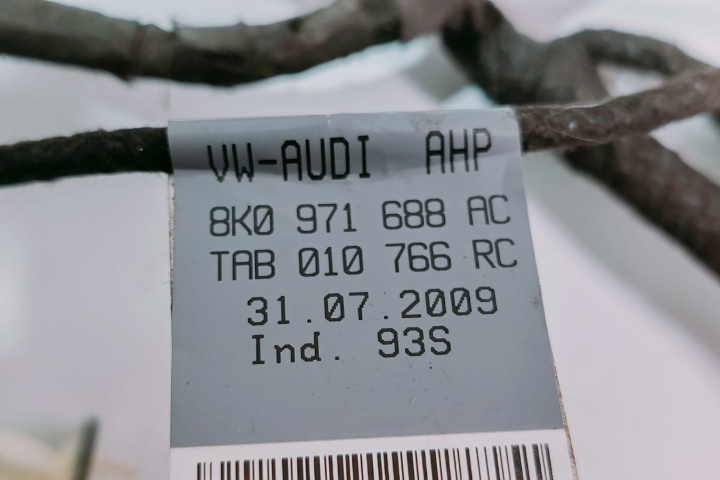 VW-AUDI AHP
8K0 971 688 AC
TAB 010 766 RC
31.07.2009
Ind. 93S